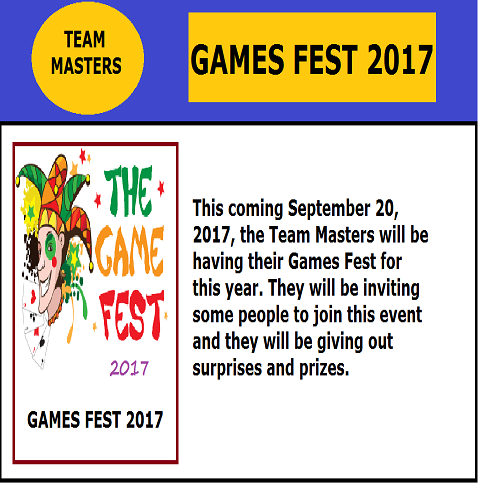 TEAM
MASTERS
GAMES FEST 2017
THE
GAME
FEST
2017
GAMES FEST 2017
This coming September 20,
2017, the Team Masters will be
having their Games Fest for
this year. They will be inviting
some people to join this event
and they will be giving out
surprises and prizes.